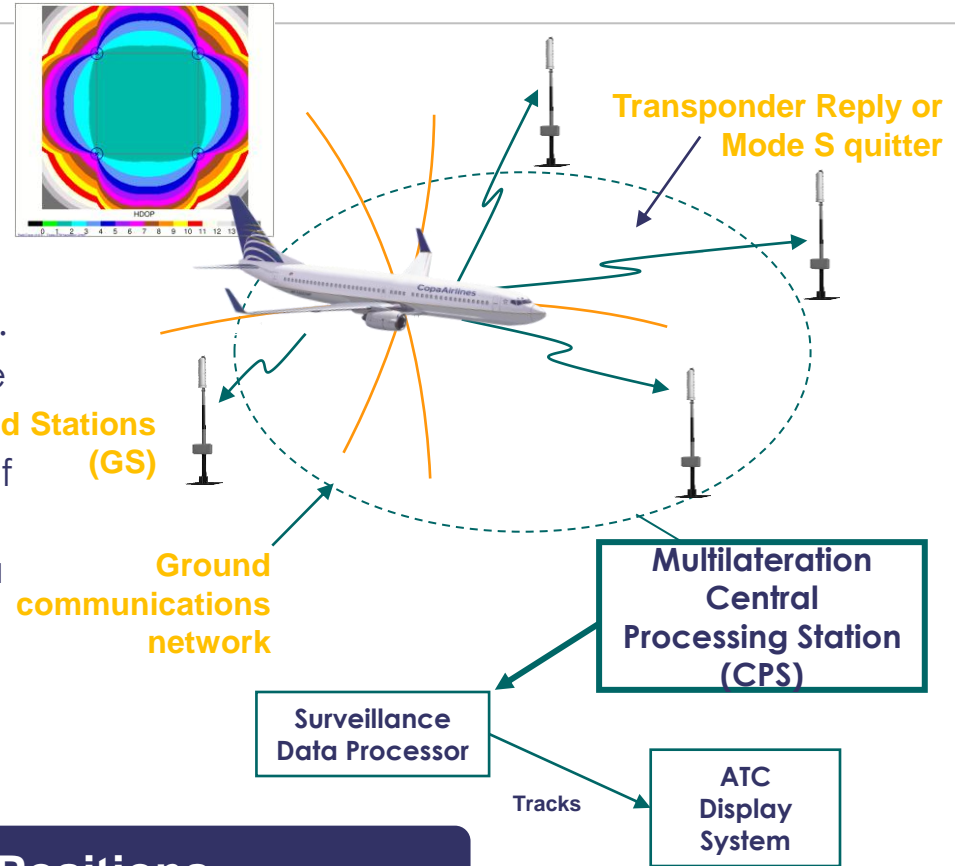 HDOP
0 1 2 3 4 5 6 7 8 9 10 11 12 13
Transponder Reply or
Mode S quitter
CopaAirlines
d Stations
(GS)
f
Ground
communications
network
Multilateration
Central
Processing Station
(CPS)
Surveillance
Data Processor
Tracks
ATC
Display
System
Positions